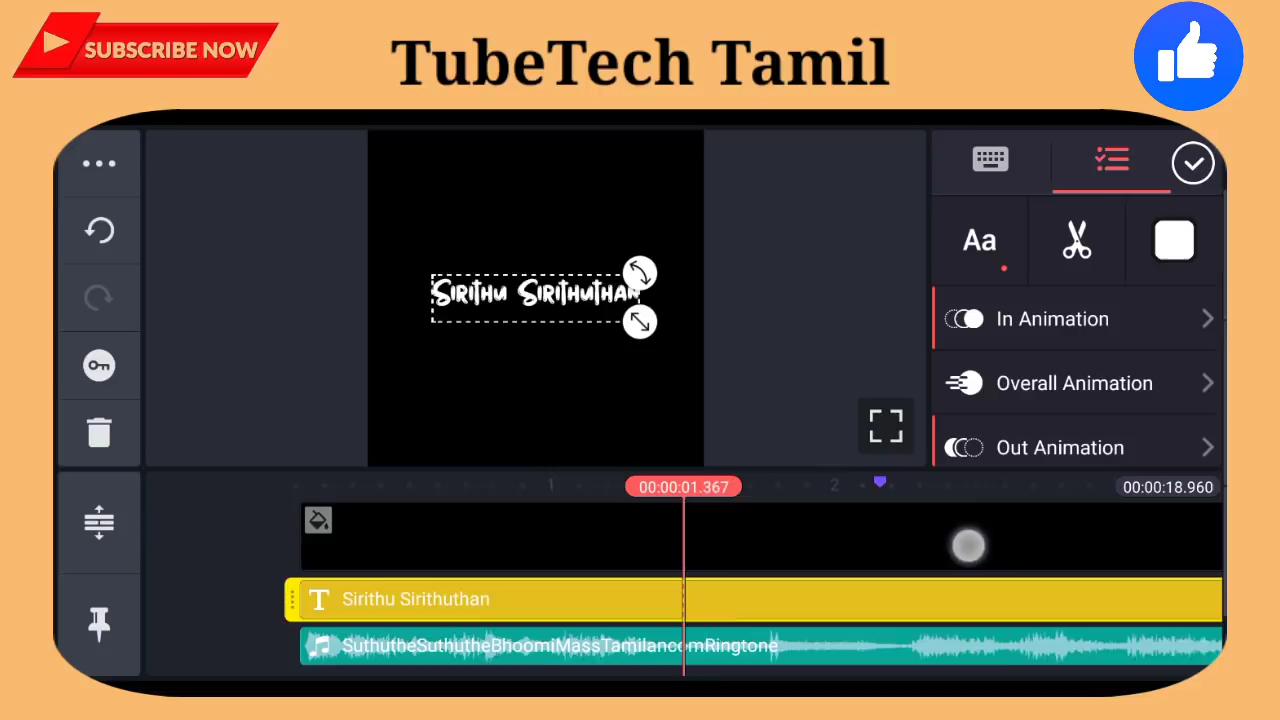 SUBSCRIBE NOW
TubeTech Tamil
Sirithu Sirithuthan
Aa
In Animation
Overall Animation
Out Animation
1
00:00:01.367
2
00:00:18.960
T Sirithu Sirithuthan
SuthutheSuthutheBhoomiMassTamilancomRingtone